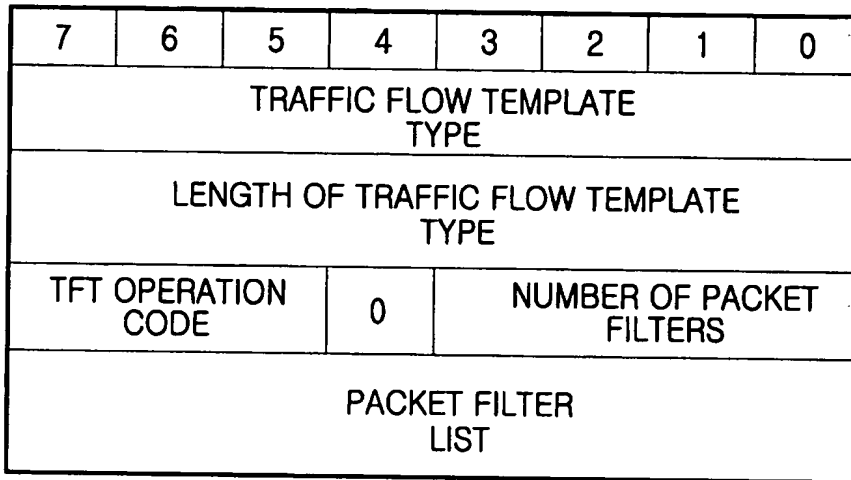 7 6 5 4 3 2 1 0
TRAFFIC FLOW TEMPLATE
TYPE
LENGTH OF TRAFFIC FLOW TEMPLATE
TYPE
TFT OPERATION
CODE
0
NUMBER OF PACKET
FILTERS
PACKET FILTER
LIST